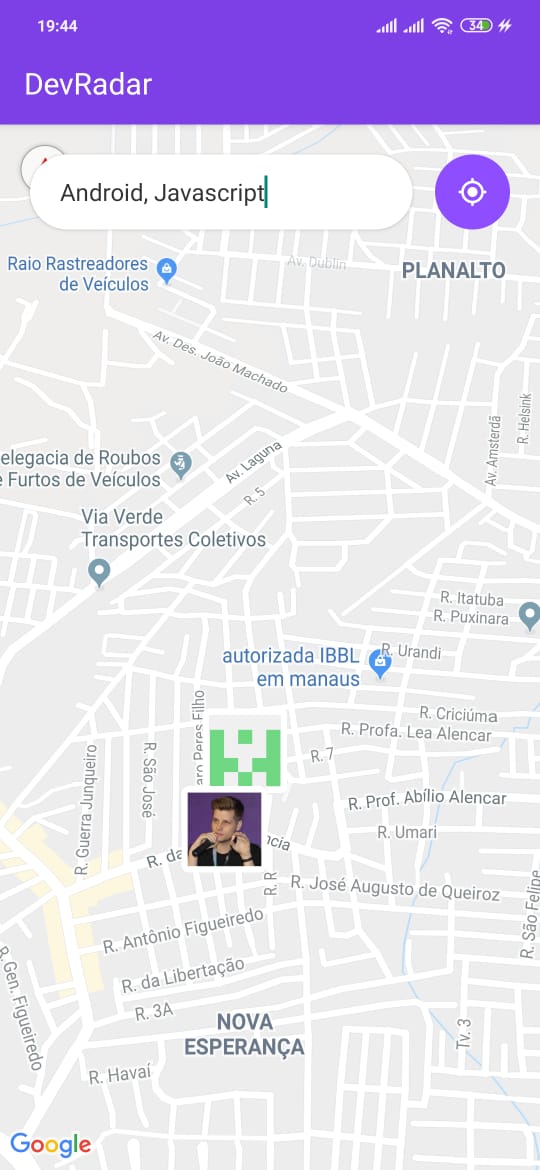 19:44
34
DevRadar
Android, Javascript
Av. Dublin
PLANALTO
Raio Rastreadores
de Veículos
Av. Des. João Machado
R. Helsink
Av. Amsterdã
Av. Laguna
elegacia de Roubos
e Furtos de Veículos
R. 5
Via Verde
Transportes Coletivos
R. Itatuba
R. Puxinara
R. Urandi
autorizada IBBL
em manaus
aro Peres Filho
R. Criciúma
R. Profa. Lea Alencar
R. 7
R. Guerra Junqueiro
R. São José
R. Prof. Abílio Alencar
R. Umari
R. da
ncia
R. R
R. José Augusto de Queiroz
R. São Felipe
R. Antônio Figueiredo
R. da Libertação
R. Gen. Figueiredo
R. 3A
NOVA
ESPERANÇA
Tv. 3
R. Havaí
Google